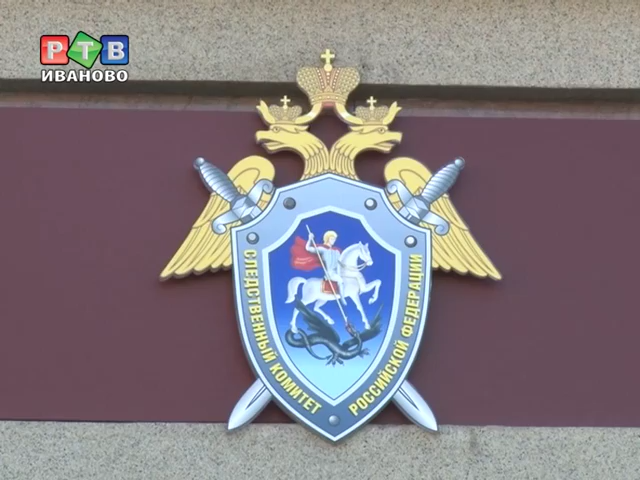 РТВ
ИВАНОВО
СЛЕДСТВЕННЫЙ КОМИТЕТ
РОССИЙСКОЙ ФЕДЕРАЦИИ